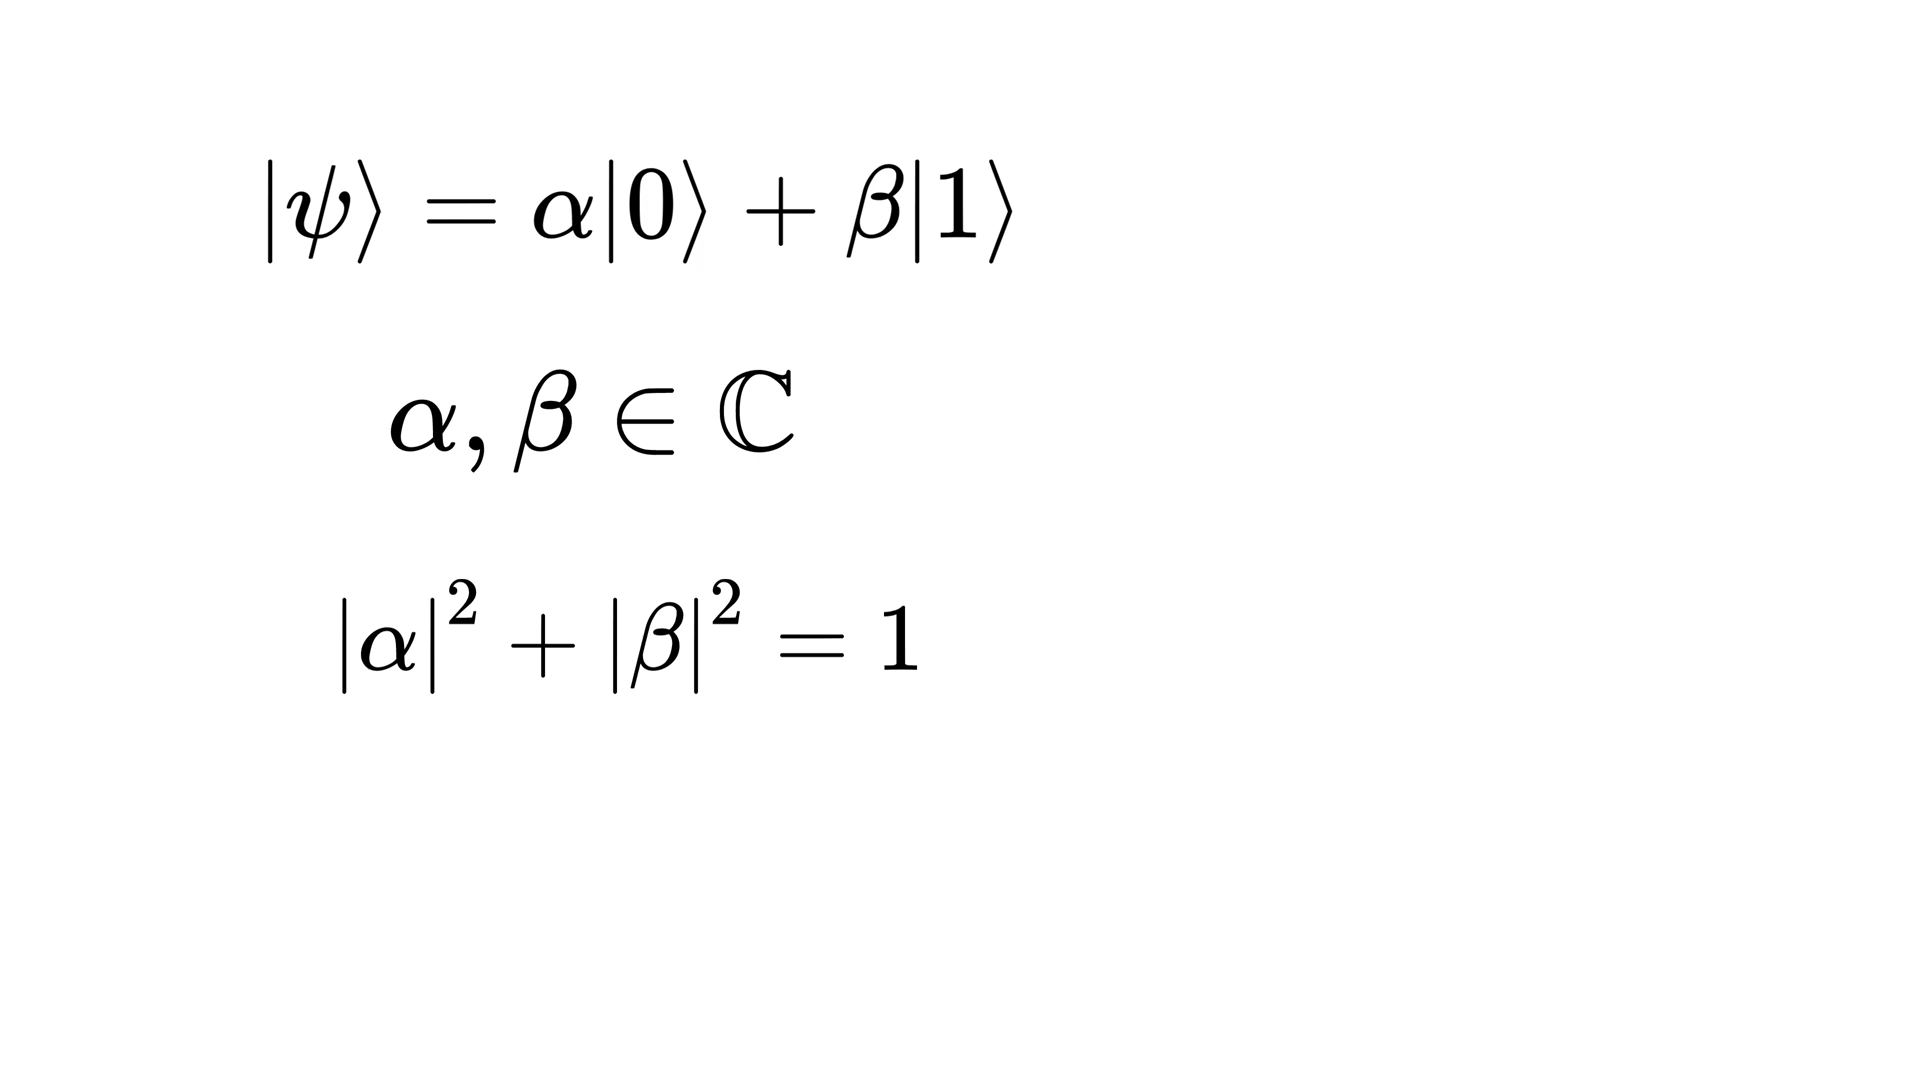 |ψ⟩ = α|0⟩ + β|1⟩
α, β ∈ ℂ
|α|² + |β|² = 1